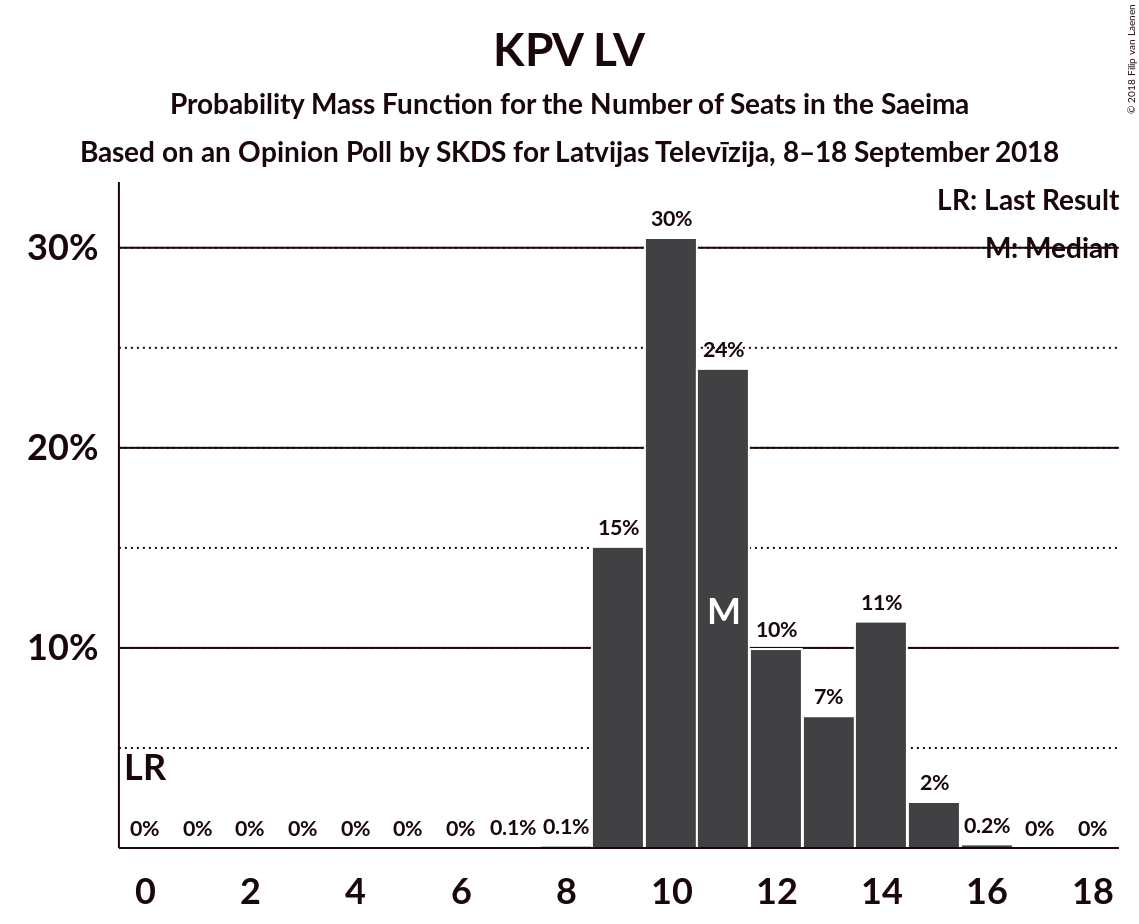 KPV LV
Probability Mass Function for the Number of Seats in the Saeima
Based on an Opinion Poll by SKDS for Latvijas Televīzija, 8–18 September 2018
© 2018 Filip van Laenen
LR: Last Result
M: Median
30%
20%
10%
30%
24%
15%
M
11%
10%
7%
LR
2%
0% 0% 0% 0% 0% 0% 0% 0.1% 0.1% 0.2% 0% 0%
0 2 4 6 8 10 12 14 16 18